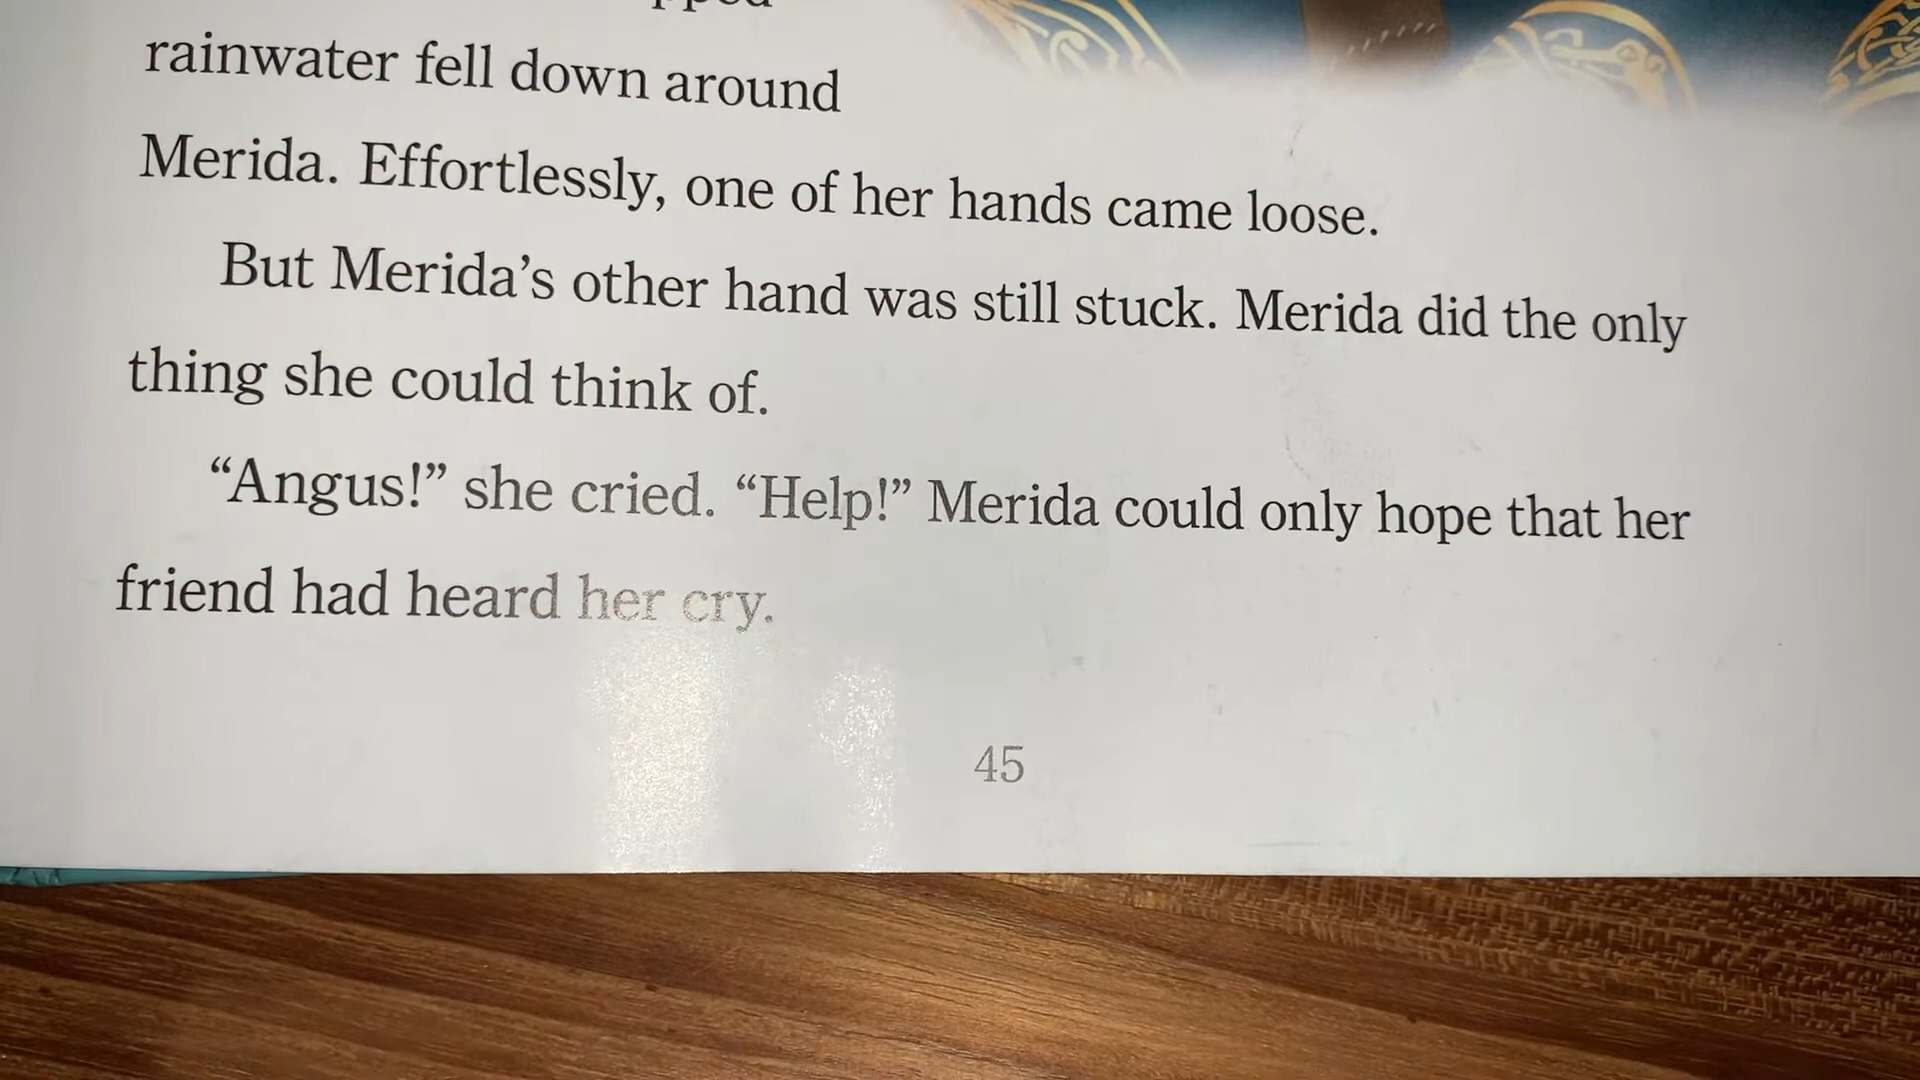 rainwater fell down around
Merida. Effortlessly, one of her hands came loose.
But Merida’s other hand was still stuck. Merida did the only
thing she could think of.
“Angus!” she cried. “Help!” Merida could only hope that her
friend had heard her cry.
45